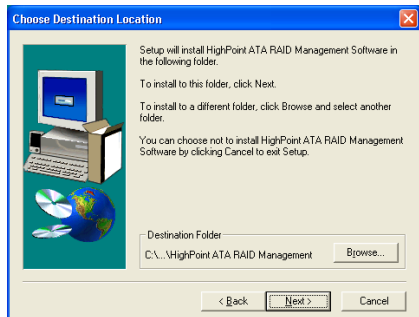 Choose Destination Location
Setup will install HighPoint ATA RAID Management Software in
the following folder.
To install to this folder, click Next.
To install to a different folder, click Browse and select another
folder.
You can choose not to install HighPoint ATA RAID Management
Software by clicking Cancel to exit Setup.
Destination Folder
C:\...\HighPoint ATA RAID Management
Browse...
< Back
Next >
Cancel